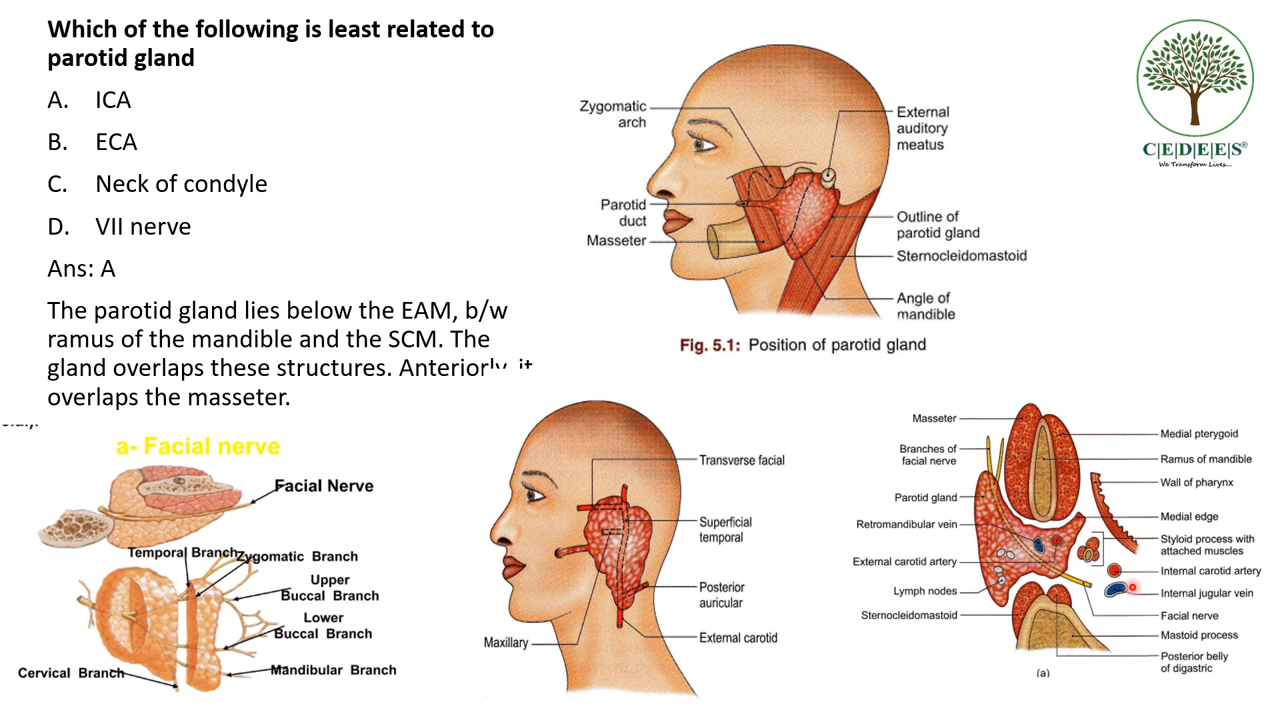 Which of the following is least related to
parotid gland
A. ICA
B. ECA
C. Neck of condyle
D. VII nerve
Ans: A
The parotid gland lies below the EAM, b/w
ramus of the mandible and the SCM. The
gland overlaps these structures. Anteriorly, it
overlaps the masseter.
Zygomatic
arch
External
auditory
meatus
Parotid
duct
Masseter
Outline of
parotid gland
Sternocleidomastoid
Angle of
mandible
Fig. 5.1: Position of parotid gland
C|E|D|E|E|S®
We Transform Lives...
a- Facial nerve
Facial Nerve
Temporal Branch
Zygomatic Branch
Upper
Buccal Branch
Lower
Buccal Branch
Cervical Branch
Mandibular Branch
Transverse facial
Superficial
temporal
Posterior
auricular
Maxillary
External carotid
Masseter
Branches of
facial nerve
Parotid gland
Retromandibular vein
External carotid artery
Lymph nodes
Sternocleidomastoid
Medial pterygoid
Ramus of mandible
Wall of pharynx
Medial edge
Styloid process with
attached muscles
Internal carotid artery
Internal jugular vein
Facial nerve
Mastoid process
Posterior belly
of digastric
(a)